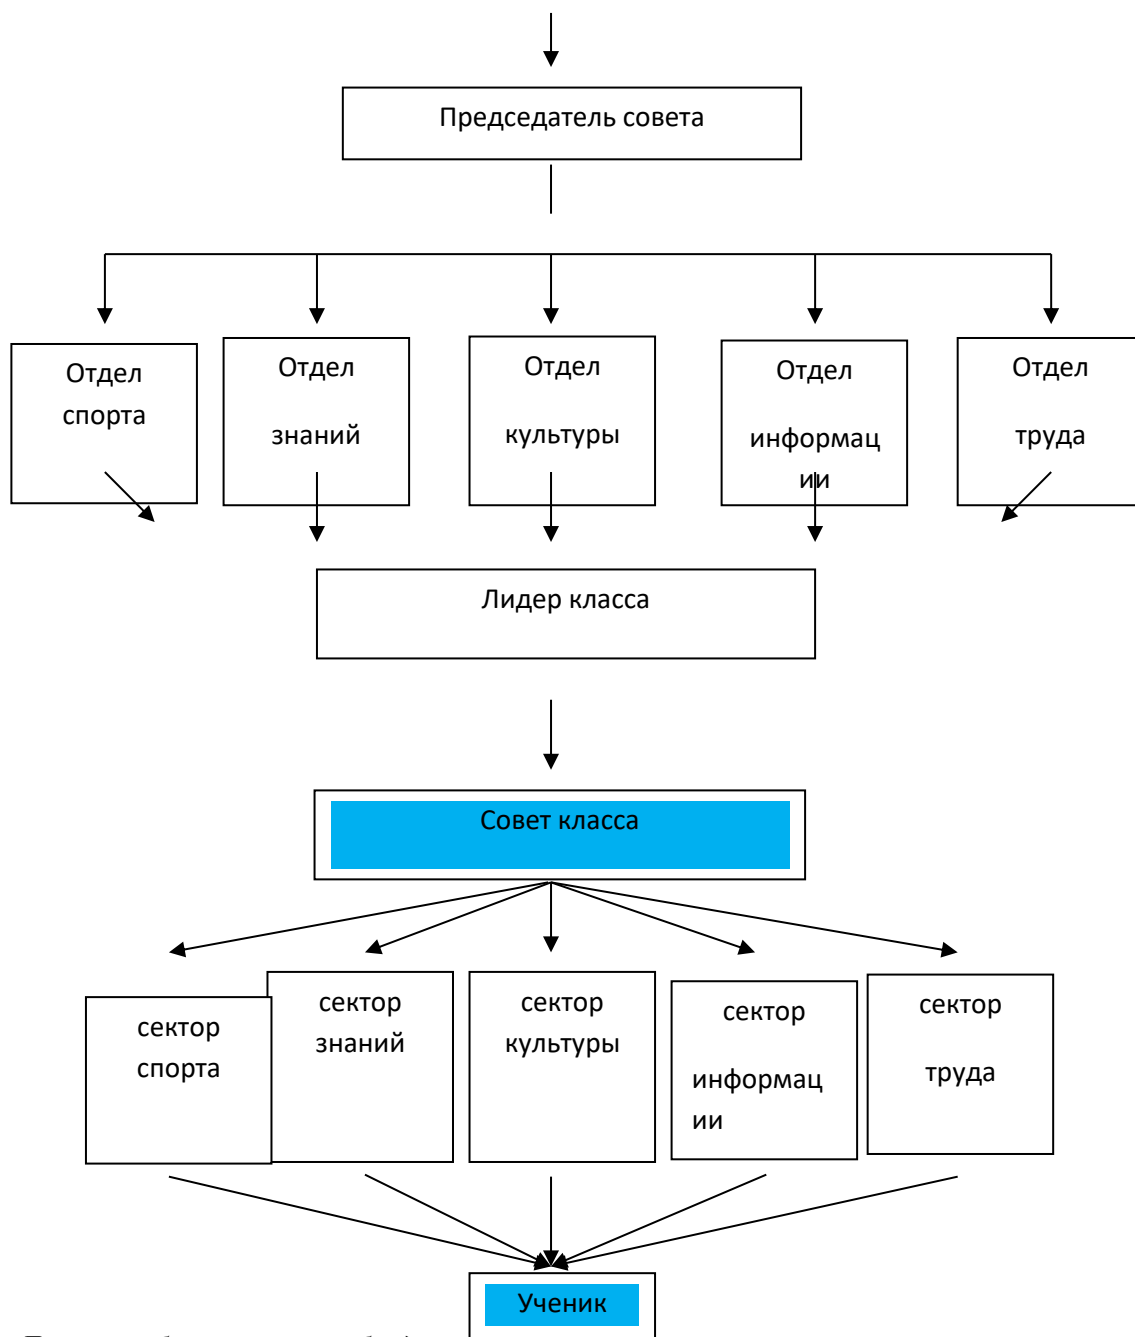 Председатель совета
Отдел
спорта
Отдел
знаний
Отдел
культуры
Отдел
информац
ии
Отдел
труда
Лидер класса
Совет класса
сектор
спорта
сектор
знаний
сектор
культуры
сектор
информац
ии
сектор
труда
Ученик